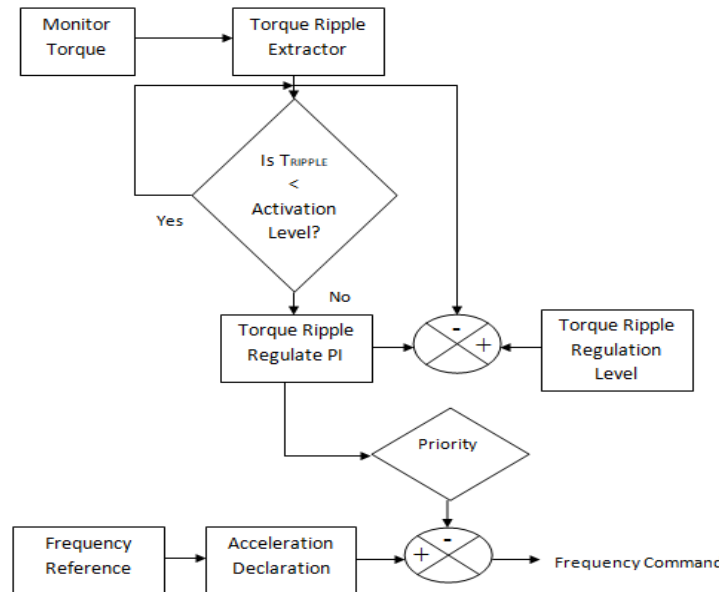 Monitor
Torque
Torque Ripple
Extractor
Is TRIPPLE
<
Activation
Level?
Yes
No
Torque Ripple
Regulate PI
-
+
Torque Ripple
Regulation
Level
Priority
Frequency
Reference
Acceleration
Declaration
-
+
Frequency Command